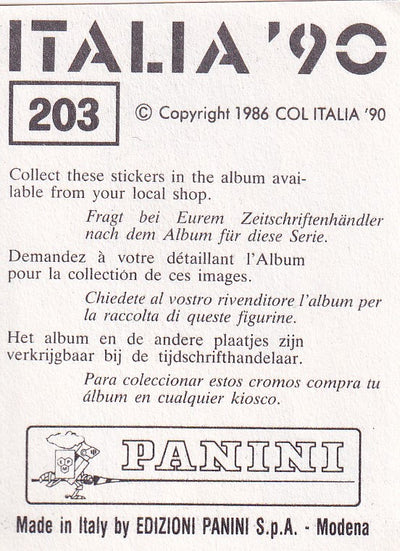 ITALIA '90
203
© Copyright 1986 COL ITALIA '90
Collect these stickers in the album avai-
lable from your local shop.
Fragt bei Eurem Zeitschriftenhändler
nach dem Album für diese Serie.
Demandez à votre détaillant l'Album
pour la collection de ces images.
Chiedete al vostro rivenditore l'album per
la raccolta di queste figurine.
Het album en de andere plaatjes zijn
verkrijgbaar bij de tijdschrifthandelaar.
Para coleccionar estos cromos compra tu
álbum en cualquier kiosco.
PANINI
Made in Italy by EDIZIONI PANINI S.p.A. - Modena